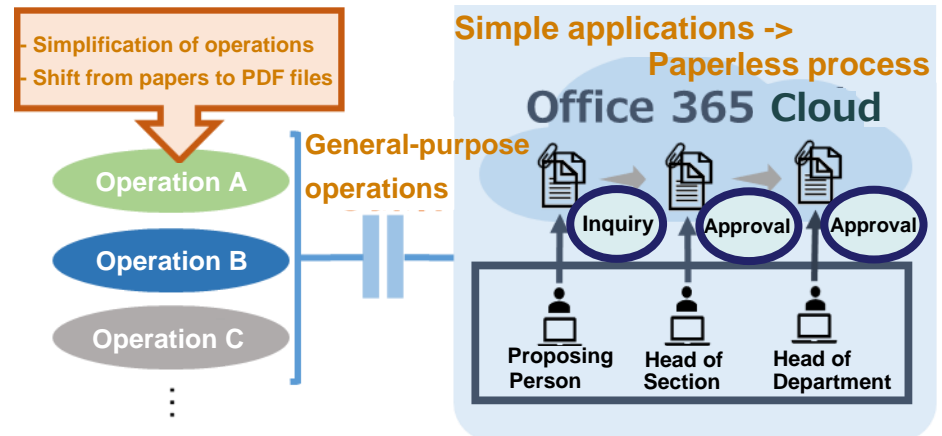 - Simplification of operations
- Shift from papers to PDF files
Operation A
Operation B
Operation C
General-purpose
operations
Simple applications ->
Paperless process
Office 365 Cloud
Inquiry
Approval
Approval
Proposing
Person
Head of
Section
Head of
Department